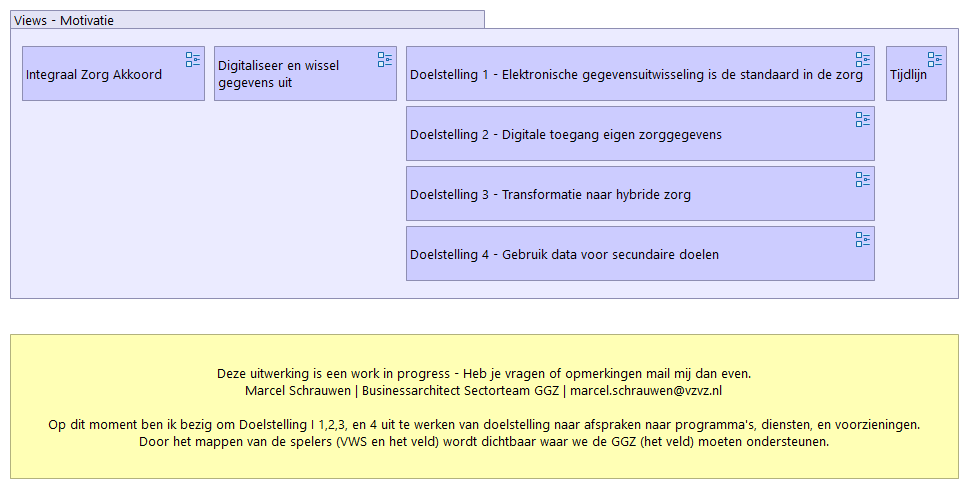 Views - Motivatie
Integraal Zorg Akkoord
Digitaliseer en wissel
gegevens uit
Doelstelling 1 - Elektronische gegevensuitwisseling is de standaard in de zorg
Tijdlijn
Doelstelling 2 - Digitale toegang eigen zorggegevens
Doelstelling 3 - Transformatie naar hybride zorg
Doelstelling 4 - Gebruik data voor secundaire doelen
Deze uitwerking is een work in progress - Heb je vragen of opmerkingen mail mij dan even.
Marcel Schrauwen | Businessarchitect Sectorteam GGZ | marcel.schrauwen@vzvz.nl
Op dit moment ben ik bezig om Doelstelling I 1,2,3, en 4 uit te werken van doelstelling naar afspraken naar programma's, diensten, en voorzieningen.
Door het mappen van de spelers (VWS en het veld) wordt dichtbaar waar we de GGZ (het veld) moeten ondersteunen.